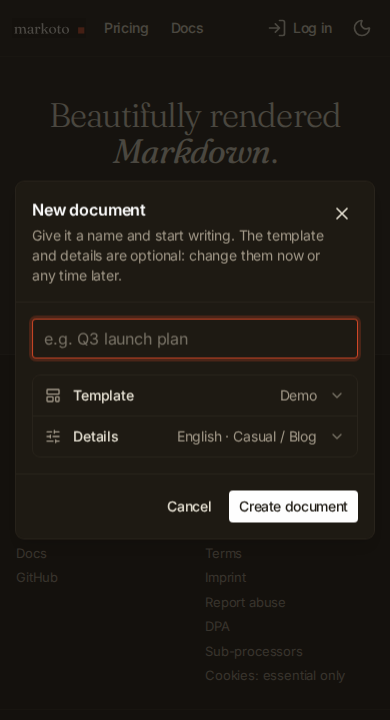 markoto
Pricing
Docs
Log in
Beautifully rendered
Markdown.
New document
Give it a name and start writing. The template
and details are optional: change them now or
any time later.
e.g. Q3 launch plan
Template
Demo
Details
English · Casual / Blog
Cancel
Create document
Docs
Terms
GitHub
Imprint
Report abuse
DPA
Sub-processors
Cookies: essential only